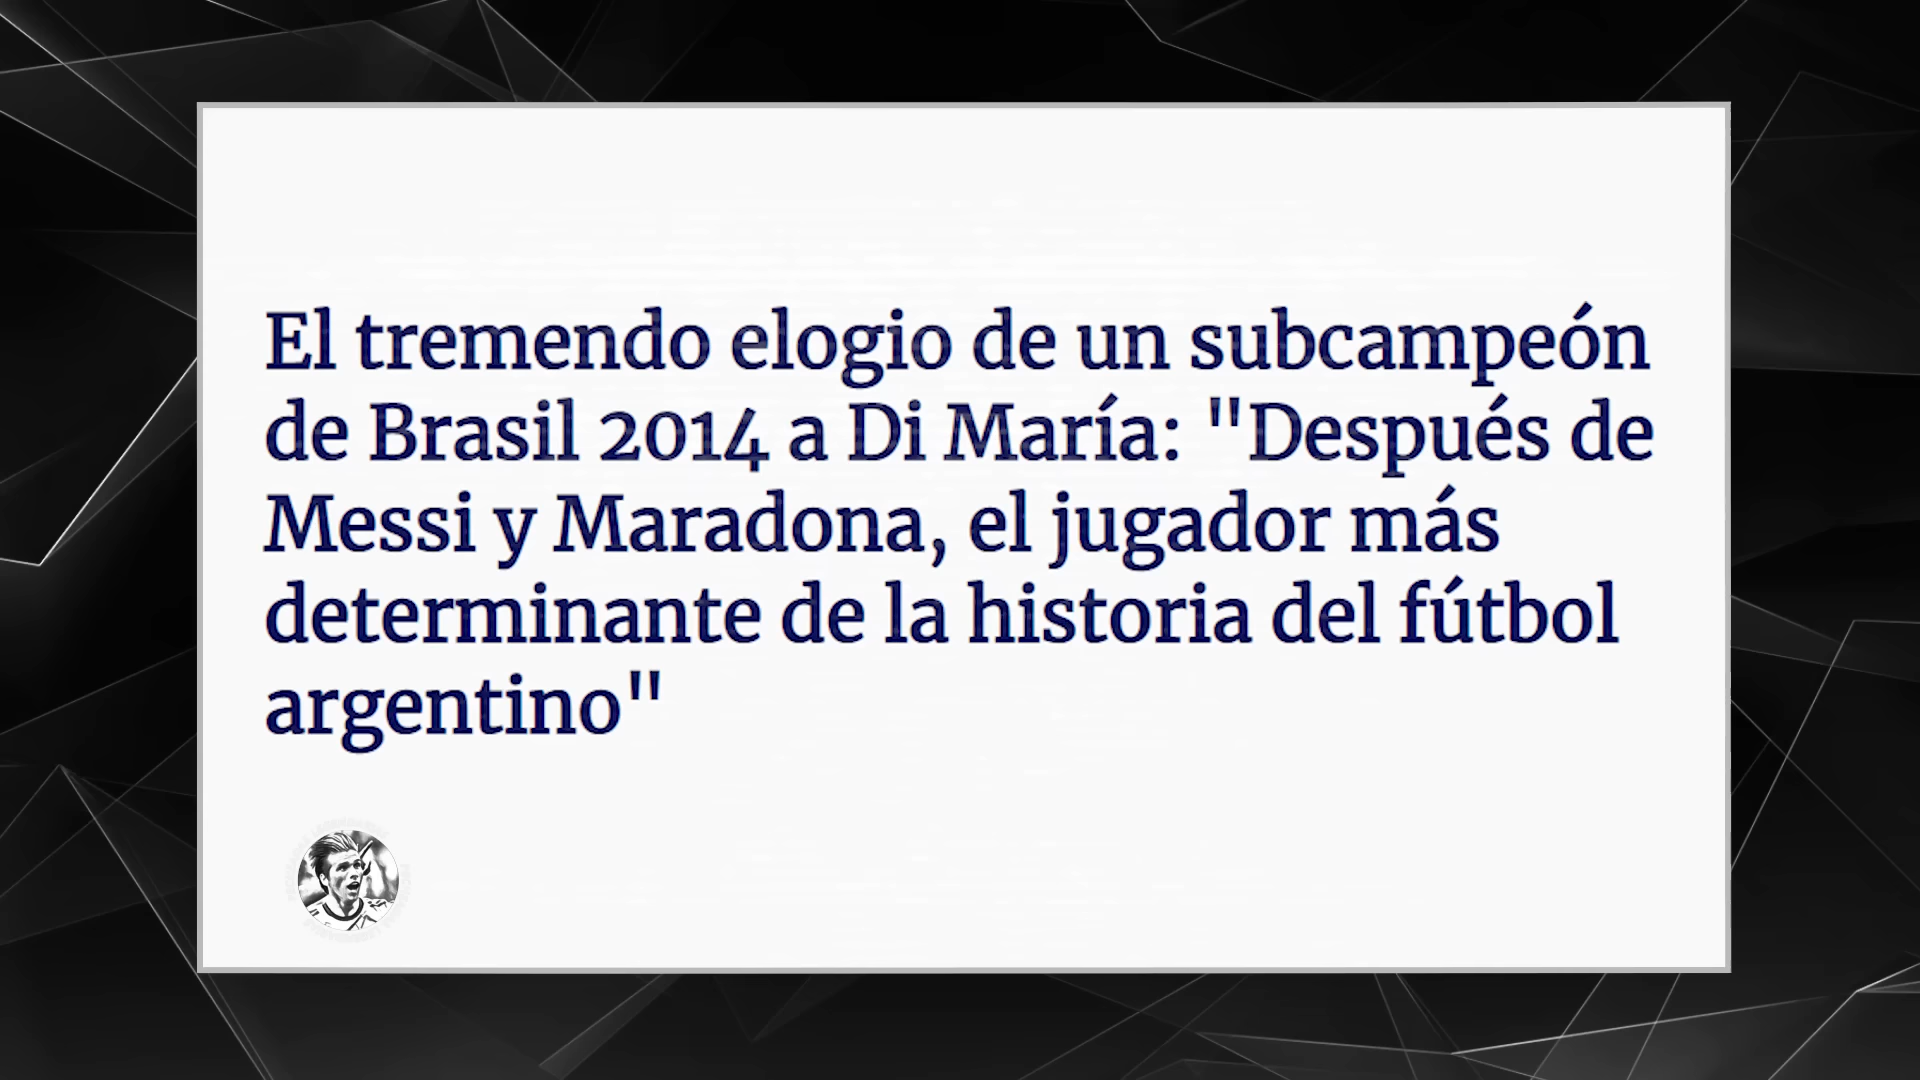 El tremendo elogio de un subcampeón
de Brasil 2014 a Di María: "Después de
Messi y Maradona, el jugador más
determinante de la historia del fútbol
argentino"